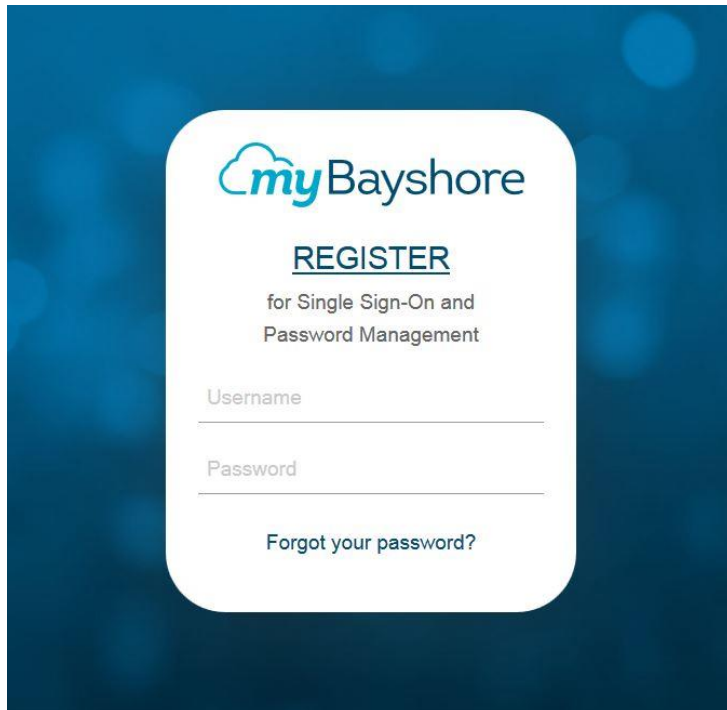 myBayshore
REGISTER
for Single Sign-On and
Password Management
Username
Password
Forgot your password?